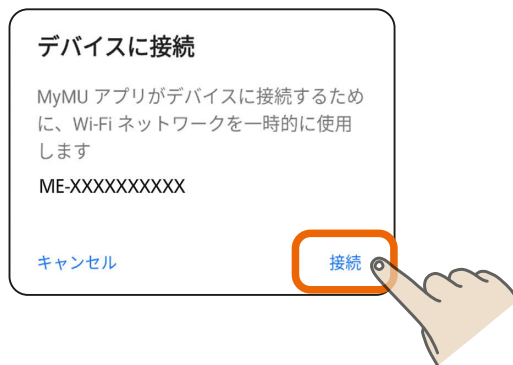 デバイスに接続
MyMU アプリがデバイスに接続するため
に、Wi-Fi ネットワークを一時的に使用
します
ME-XXXXXXXXXX
キャンセル
接続